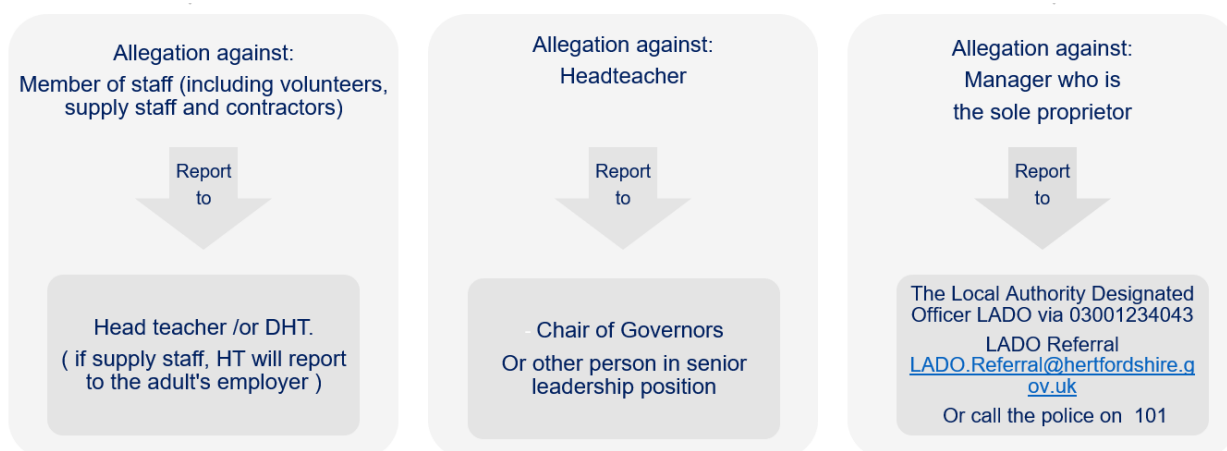 Allegation against:
Member of staff (including volunteers,
supply staff and contractors)
Report
to
Head teacher /or DHT.
( if supply staff, HT will report
to the adult's employer )
Allegation against:
Headteacher
Report
to
- Chair of Governors
Or other person in senior
leadership position
Allegation against:
Manager who is
the sole proprietor
Report
to
The Local Authority Designated
Officer LADO via 03001234043
LADO Referral
LADO.Referral@hertfordshire.g
ov.uk
Or call the police on  101